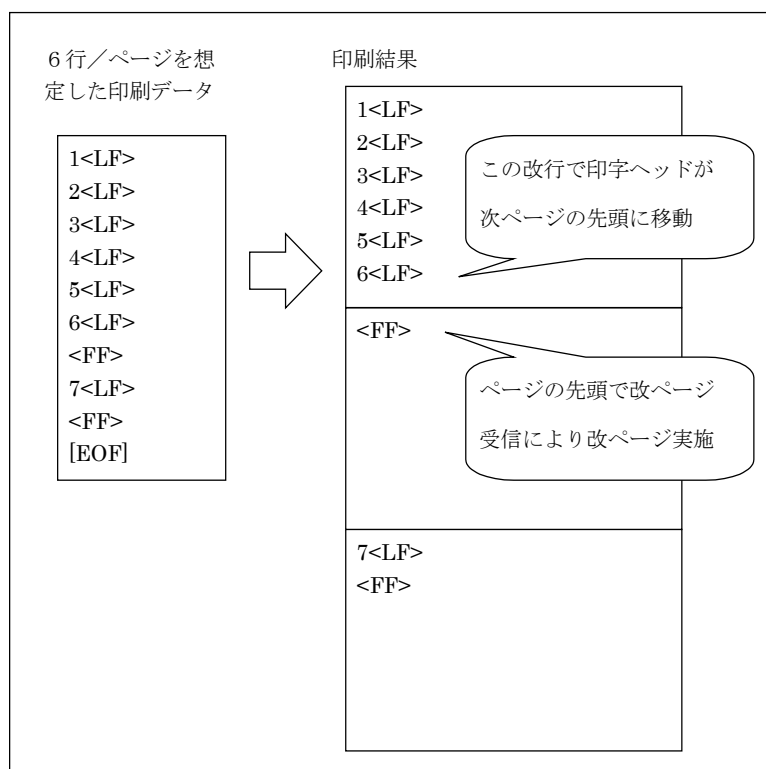 6行／ページを想
定した印刷データ
1<LF>
2<LF>
3<LF>
4<LF>
5<LF>
6<LF>
<FF>
7<LF>
<FF>
[EOF]
印刷結果
1<LF>
2<LF>
3<LF>
4<LF>
5<LF>
6<LF>
この改行で印字ヘッドが
次ページの先頭に移動
<FF>
ページの先頭で改ページ
受信により改ページ実施
7<LF>
<FF>